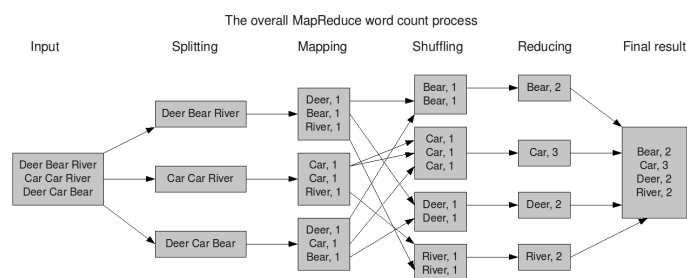 The overall MapReduce word count process
Input
Splitting
Mapping
Shuffling
Reducing
Final result
Deer Bear River
Car Car River
Deer Car Bear
Deer Bear River
Car Car River
Deer Car Bear
Deer, 1
Bear, 1
River, 1
Car, 1
Car, 1
River, 1
Deer, 1
Car, 1
Bear, 1
Bear, 1
Bear, 1
Car, 1
Car, 1
Car, 1
Deer, 1
Deer, 1
River, 1
River, 1
Bear, 2
Car, 3
Deer, 2
River, 2
Bear, 2
Car, 3
Deer, 2
River, 2